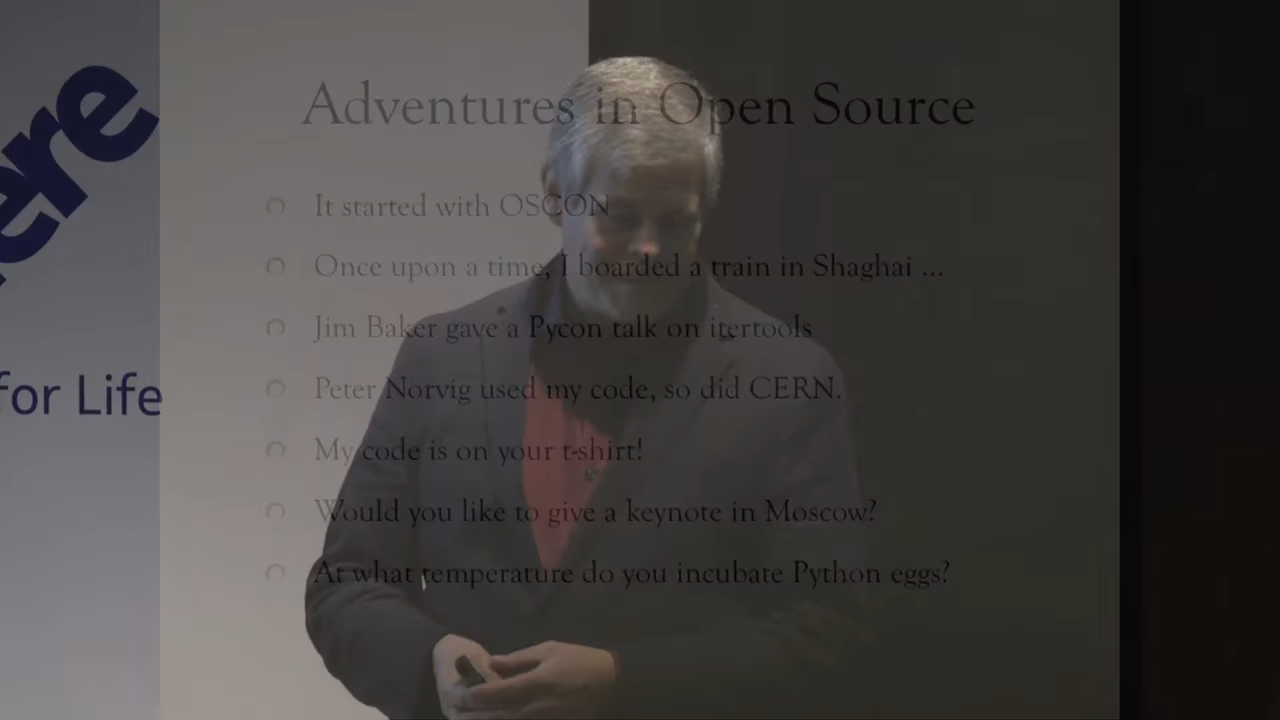 ere
for Life
Adventures in Open Source
It started with OSCON
Once upon a time, I boarded a train in Shaghai ...
Jim Baker gave a Pycon talk on itertools
Peter Norvig used my code, so did CERN.
My code is on your t-shirt!
Would you like to give a keynote in Moscow?
At what temperature do you incubate Python eggs?